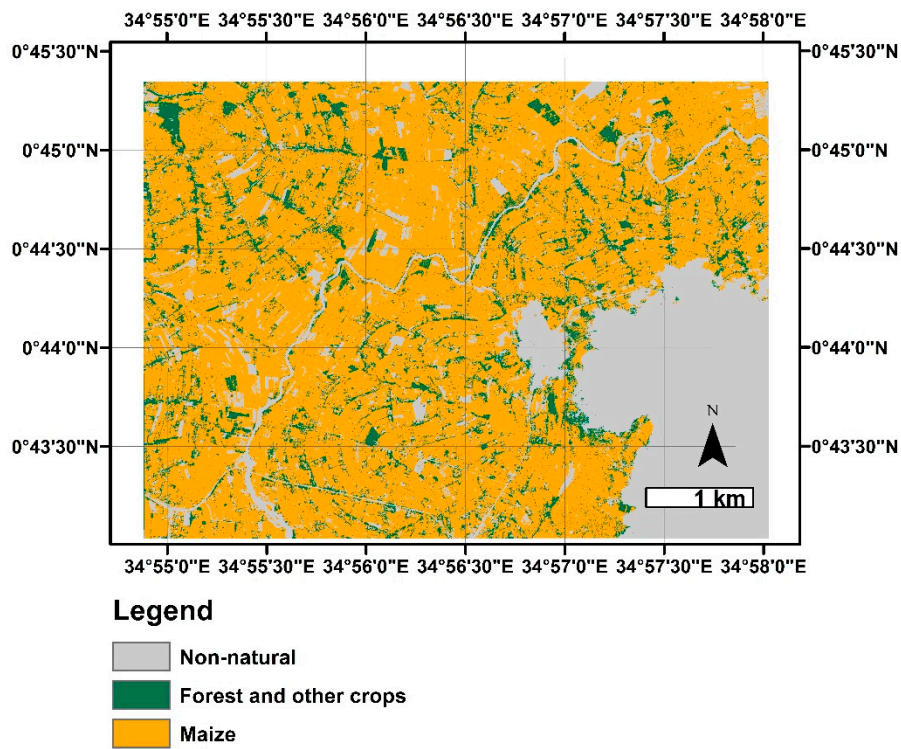 34°55'0"E 34°55'30"E 34°56'0"E 34°56'30"E 34°57'0"E 34°57'30"E 34°58'0"E
0°45'30"N 0°45'30"N
0°45'0"N 0°45'0"N
0°44'30"N 0°44'30"N
0°44'0"N 0°44'0"N
0°43'30"N 0°43'30"N
N
1 km
34°55'0"E 34°55'30"E 34°56'0"E 34°56'30"E 34°57'0"E 34°57'30"E 34°58'0"E
Legend
Non-natural
Forest and other crops
Maize